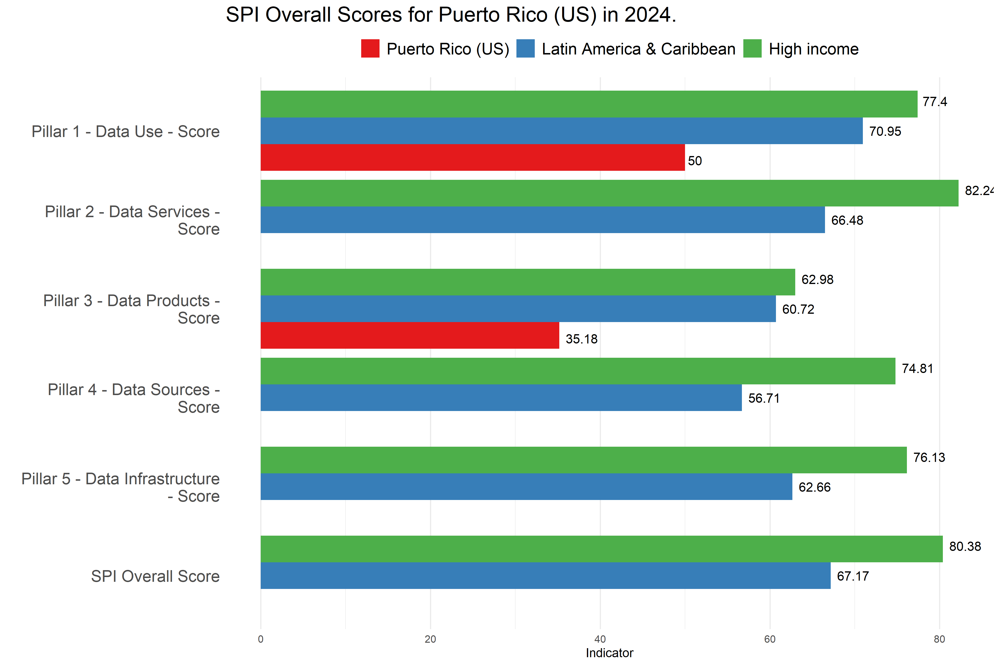 SPI Overall Scores for Puerto Rico (US) in 2024.
Puerto Rico (US) Latin America & Caribbean High income
Pillar 1 - Data Use - Score
77.4
70.95
50
Pillar 2 - Data Services -
Score
82.24
66.48
Pillar 3 - Data Products -
Score
62.98
60.72
35.18
Pillar 4 - Data Sources -
Score
74.81
56.71
Pillar 5 - Data Infrastructure
- Score
76.13
62.66
SPI Overall Score
80.38
67.17
0 20 40 60 80
Indicator